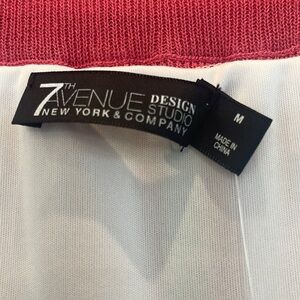 7TH AVENUE DESIGN STUDIO
NEW YORK & COMPANY
M
MADE IN
CHINA